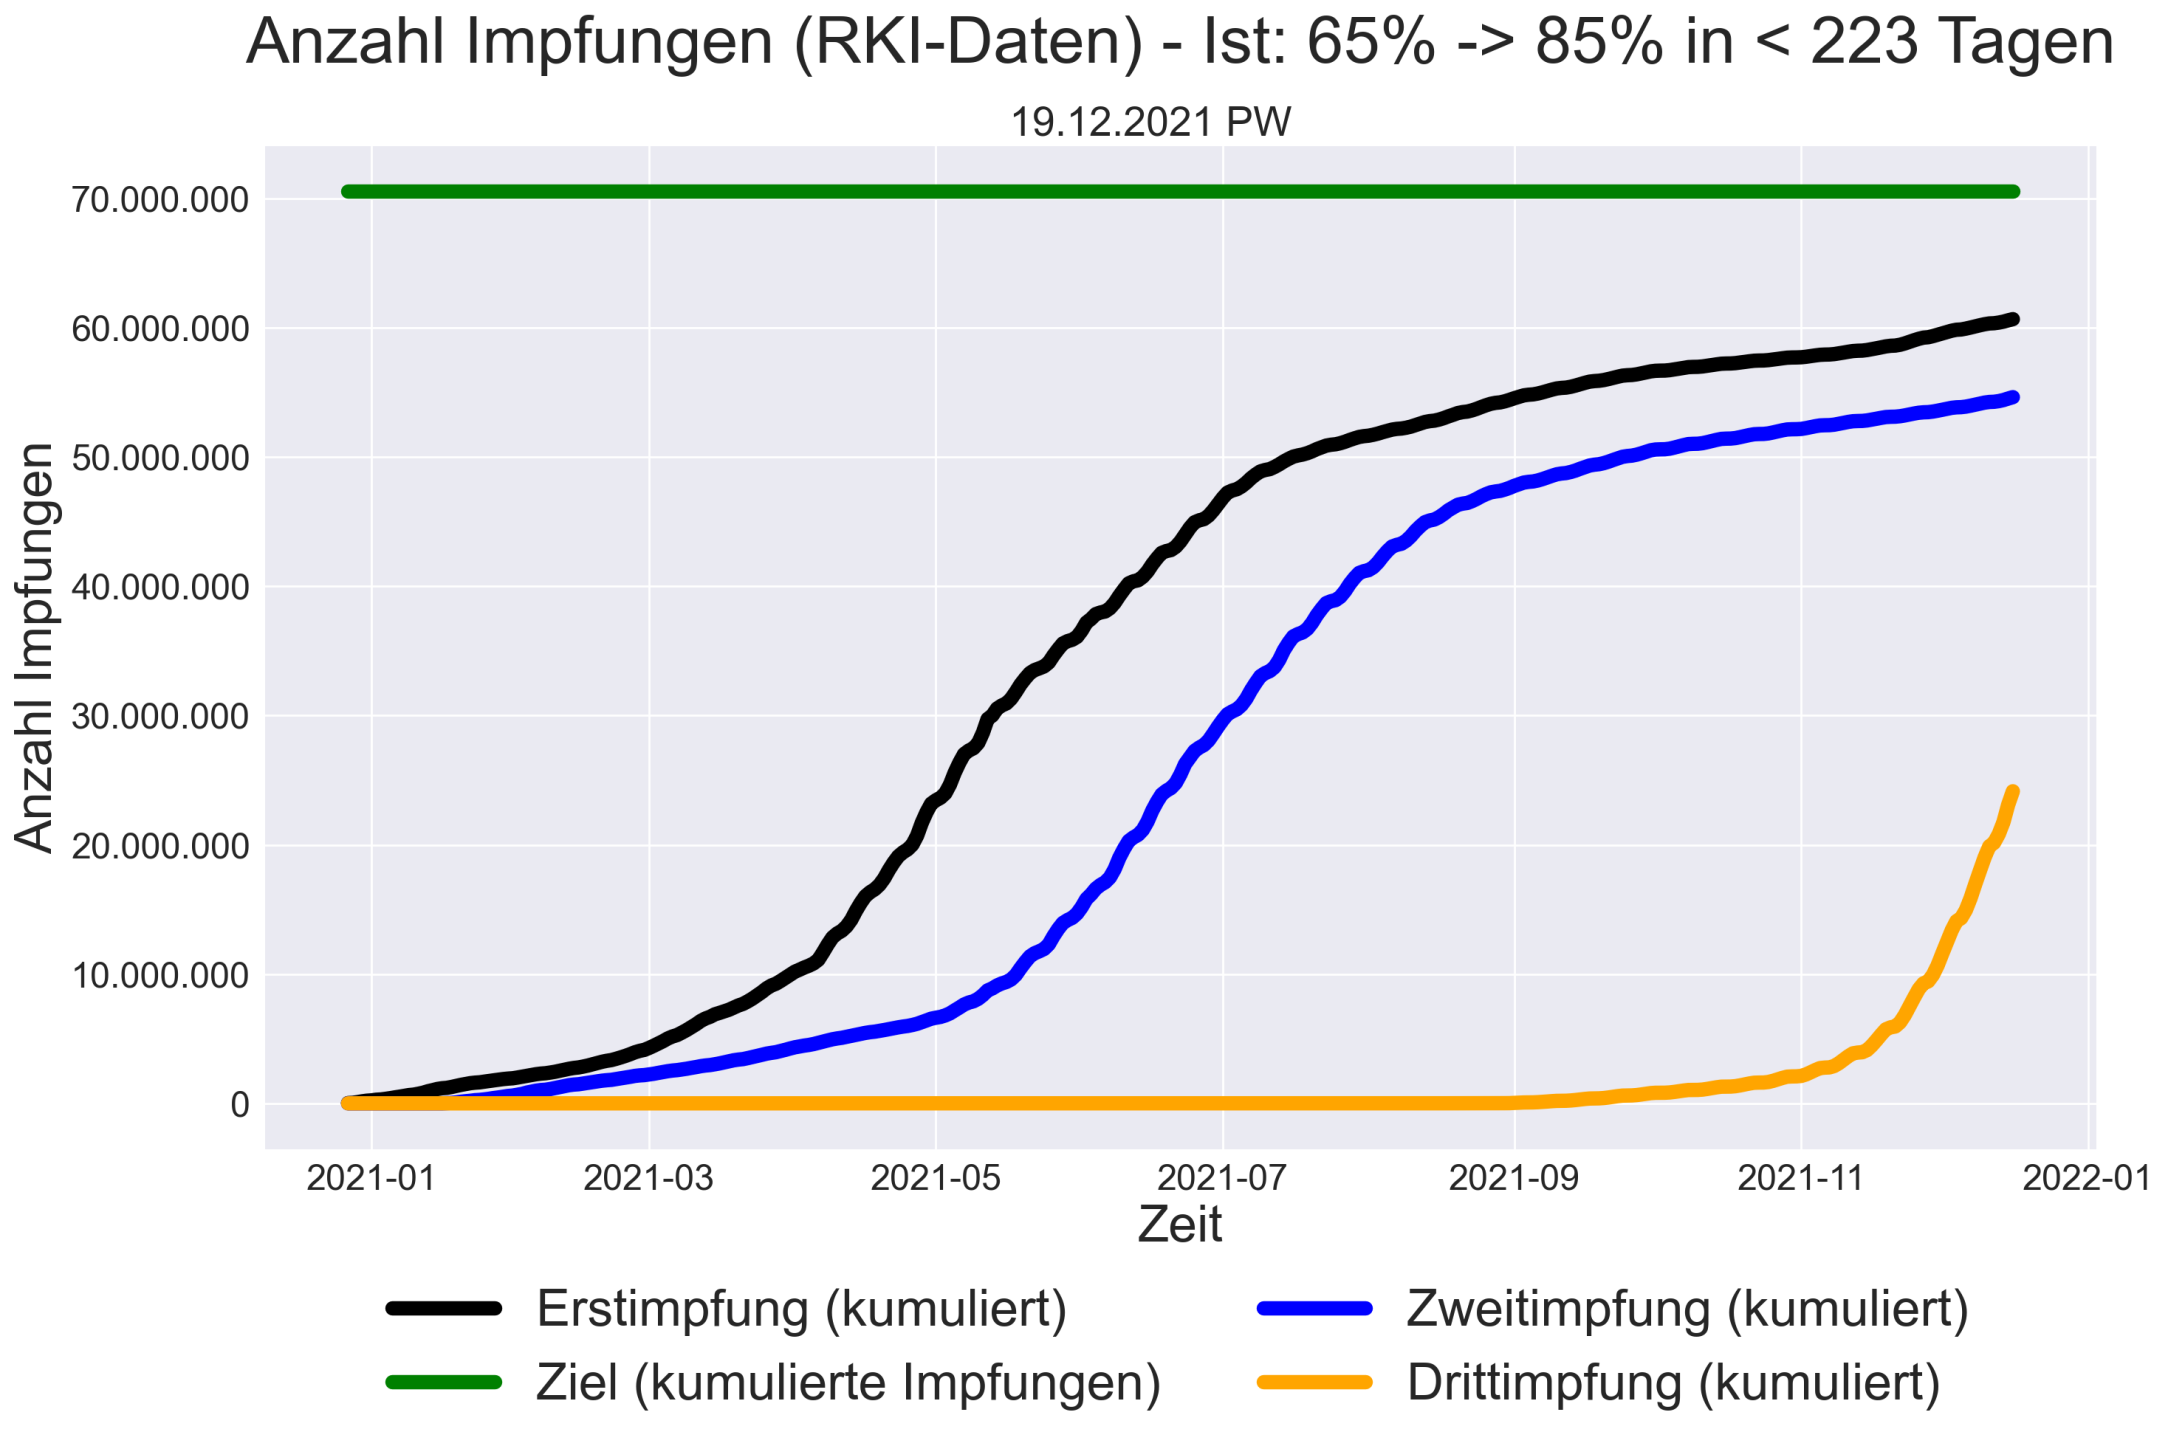 Anzahl Impfungen (RKI-Daten) - Ist: 65% -> 85% in < 223 Tagen
19.12.2021 PW
70.000.000
60.000.000
50.000.000
40.000.000
30.000.000
20.000.000
10.000.000
0
Anzahl Impfungen
2021-01 2021-03 2021-05 2021-07 2021-09 2021-11 2022-01
Zeit
Erstimpfung (kumuliert) Zweitimpfung (kumuliert)
Ziel (kumulierte Impfungen) Drittimpfung (kumuliert)